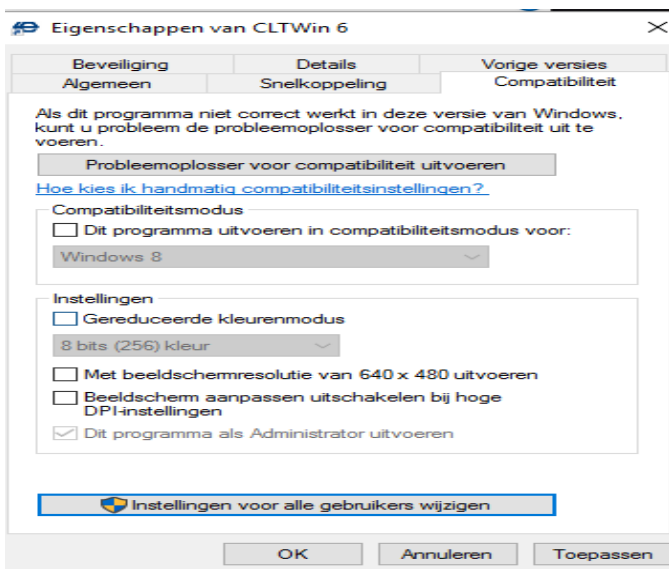 Eigenschappen van CLTWin 6
Beveiliging Details Vorige versies
Algemeen Snelkoppeling Compatibiliteit
Als dit programma niet correct werkt in deze versie van Windows,
kunt u probleem de probleemoplosser voor compatibiliteit uit te
voeren.
Probleemoplosser voor compatibiliteit uitvoeren
Hoe kies ik handmatig compatibiliteitsinstellingen?
Compatibiliteitsmodus
Dit programma uitvoeren in compatibiliteitsmodus voor:
Windows 8
Instellingen
Gereduceerde kleurenmodus
8 bits (256) kleur
Met beeldschermresolutie van 640 x 480 uitvoeren
Beeldscherm aanpassen uitschakelen bij hoge
DPI-instellingen
Dit programma als Administrator uitvoeren
Instellingen voor alle gebruikers wijzigen
OK Annuleren Toepassen